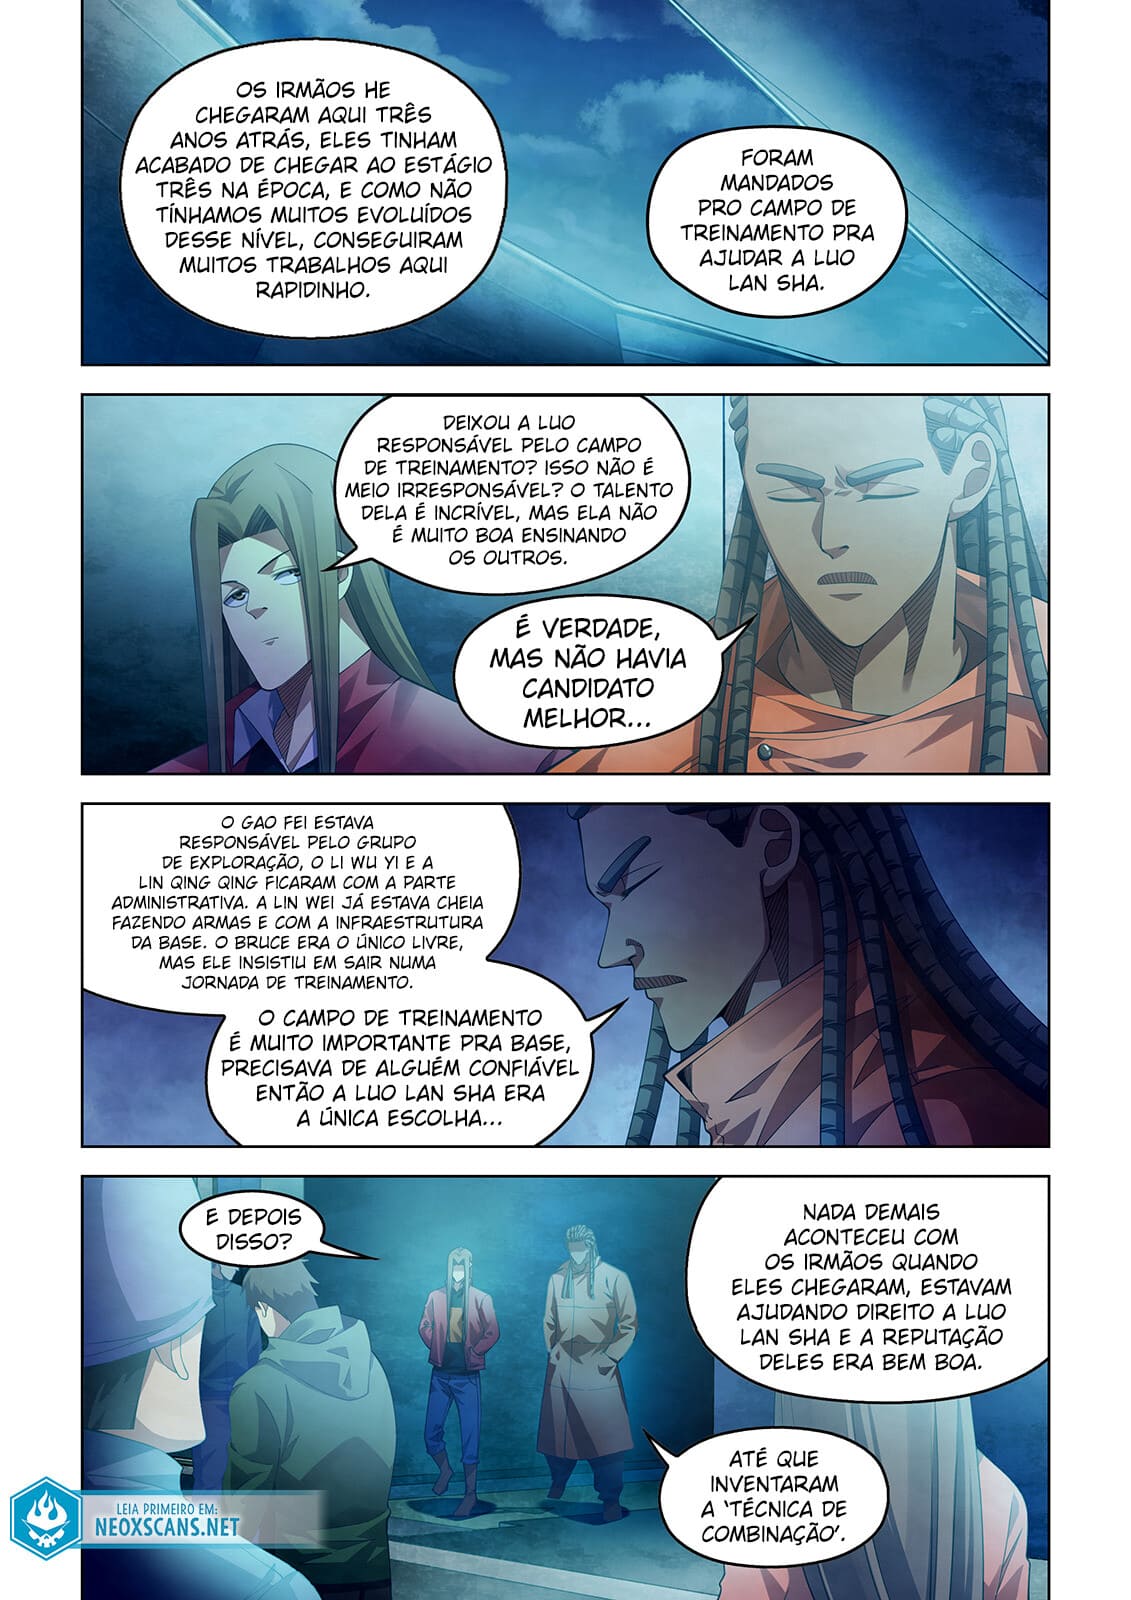 OS IRMÃOS HE
CHEGARAM AQUI TRÊS
ANOS ATRÁS, ELES TINHAM
ACABADO DE CHEGAR AO ESTÁGIO
TRÊS NA ÉPOCA, E COMO NÃO
TÍNHAMOS MUITOS EVOLUÍDOS
DESSE NÍVEL, CONSEGUIRAM
MUITOS TRABALHOS AQUI
RAPIDINHO.
FORAM
MANDADOS
PRO CAMPO DE
TREINAMENTO PRA
AJUDAR A LUO
LAN SHA.
DEIXOU A LUO
RESPONSÁVEL PELO CAMPO
DE TREINAMENTO? ISSO NÃO É
MEIO IRRESPONSÁVEL? O TALENTO
DELA É INCRÍVEL, MAS ELA NÃO
É MUITO BOA ENSINANDO
OS OUTROS.
É VERDADE,
MAS NÃO HAVIA
CANDIDATO
MELHOR...
O GAO FEI ESTAVA
RESPONSÁVEL PELO GRUPO
DE EXPLORAÇÃO, O LI WU YI E A
LIN QING QING FICARAM COM A PARTE
ADMINISTRATIVA. A LIN WEI JÁ ESTAVA CHEIA
FAZENDO ARMAS E COM A INFRAESTRUTURA
DA BASE. O BRUCE ERA O ÚNICO LIVRE,
MAS ELE INSISTIU EM SAIR NUMA
JORNADA DE TREINAMENTO.
O CAMPO DE TREINAMENTO
É MUITO IMPORTANTE PRA BASE,
PRECISAVA DE ALGUÉM CONFIÁVEL
ENTÃO A LUO LAN SHA ERA
A ÚNICA ESCOLHA...
E DEPOIS
DISSO?
NADA DEMAIS
ACONTECEU COM
OS IRMÃOS QUANDO
ELES CHEGARAM, ESTAVAM
AJUDANDO DIREITO A LUO
LAN SHA E A REPUTAÇÃO
DELES ERA BEM BOA.
ATÉ QUE
INVENTARAM
A 'TÉCNICA DE
COMBINAÇÃO'.
LEIA PRIMEIRO EM:
NEOXSCANS.NET